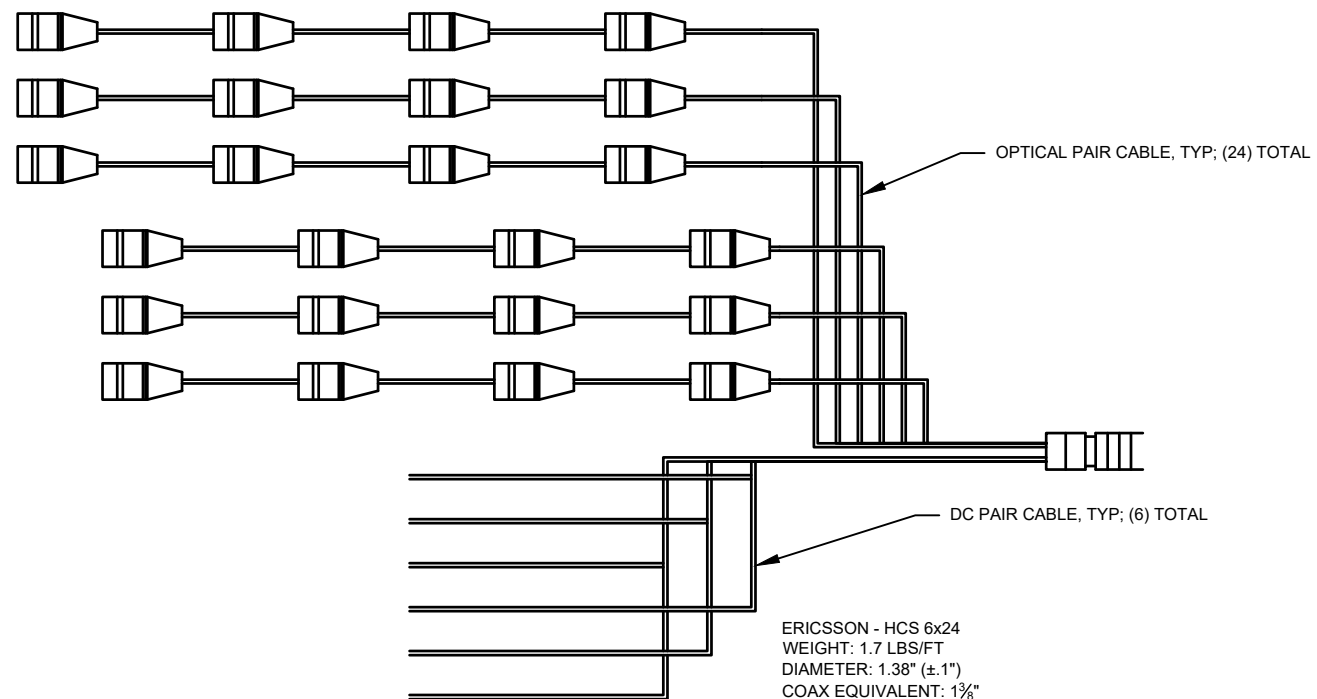 OPTICAL PAIR CABLE, TYP; (24) TOTAL
DC PAIR CABLE, TYP; (6) TOTAL
ERICSSON - HCS 6x24
WEIGHT: 1.7 LBS/FT
DIAMETER: 1.38" (±.1")
COAX EQUIVALENT: 1⅜"